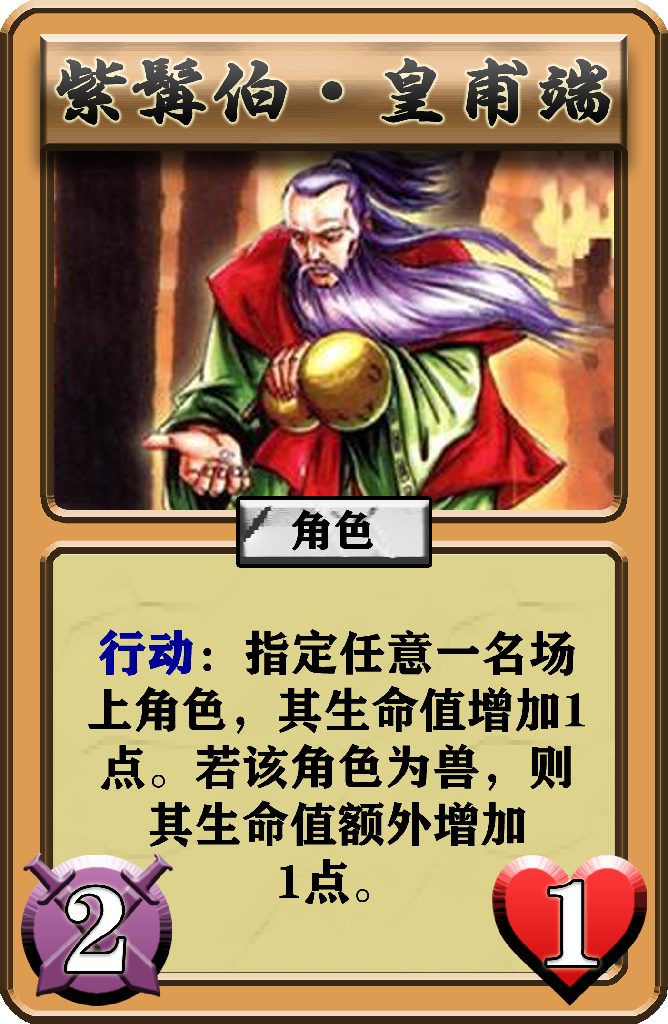 紫髯伯·皇甫端
角色
行动：指定任意一名场
上角色，其生命值增加1
点。若该角色为兽，则
其生命值额外增加
1点。
2
1